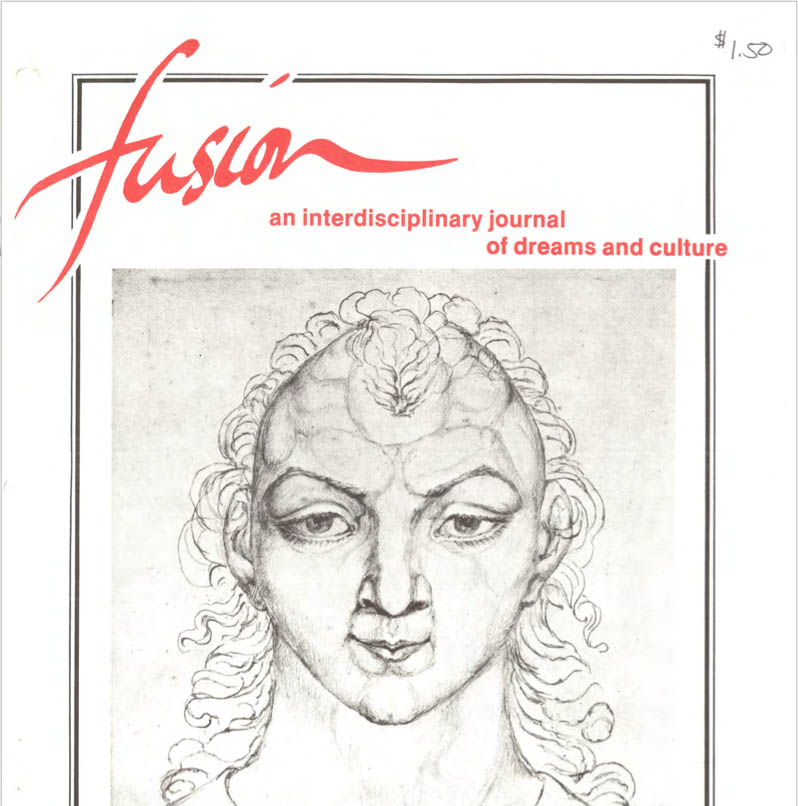 $1.50
fusion
an interdisciplinary journal
of dreams and culture